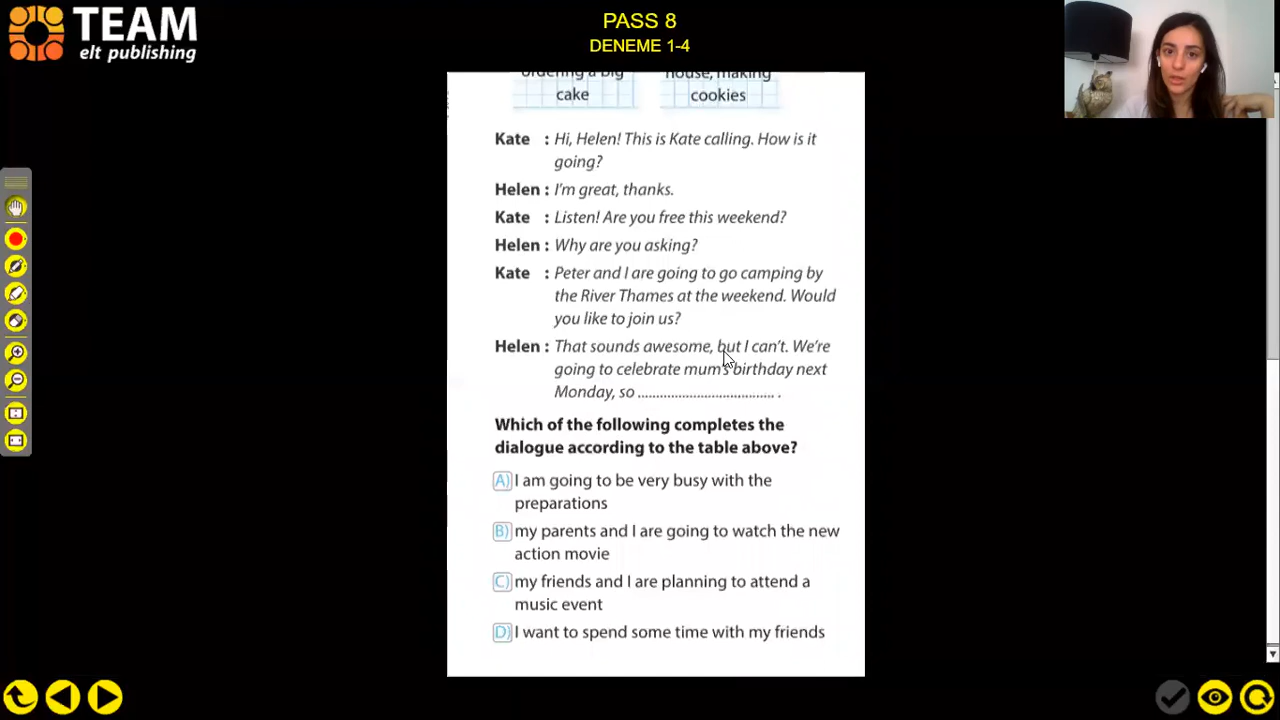 TEAM
elt publishing
PASS 8
DENEME 1-4
ordering a big
cake
house, making
cookies
Kate : Hi, Helen! This is Kate calling. How is it
going?
Helen : I'm great, thanks.
Kate : Listen! Are you free this weekend?
Helen : Why are you asking?
Kate : Peter and I are going to go camping by
the River Thames at the weekend. Would
you like to join us?
Helen : That sounds awesome, but I can't. We're
going to celebrate mum's birthday next
Monday, so ..................................... .
Which of the following completes the
dialogue according to the table above?
A) I am going to be very busy with the
preparations
B) my parents and I are going to watch the new
action movie
C) my friends and I are planning to attend a
music event
D) I want to spend some time with my friends